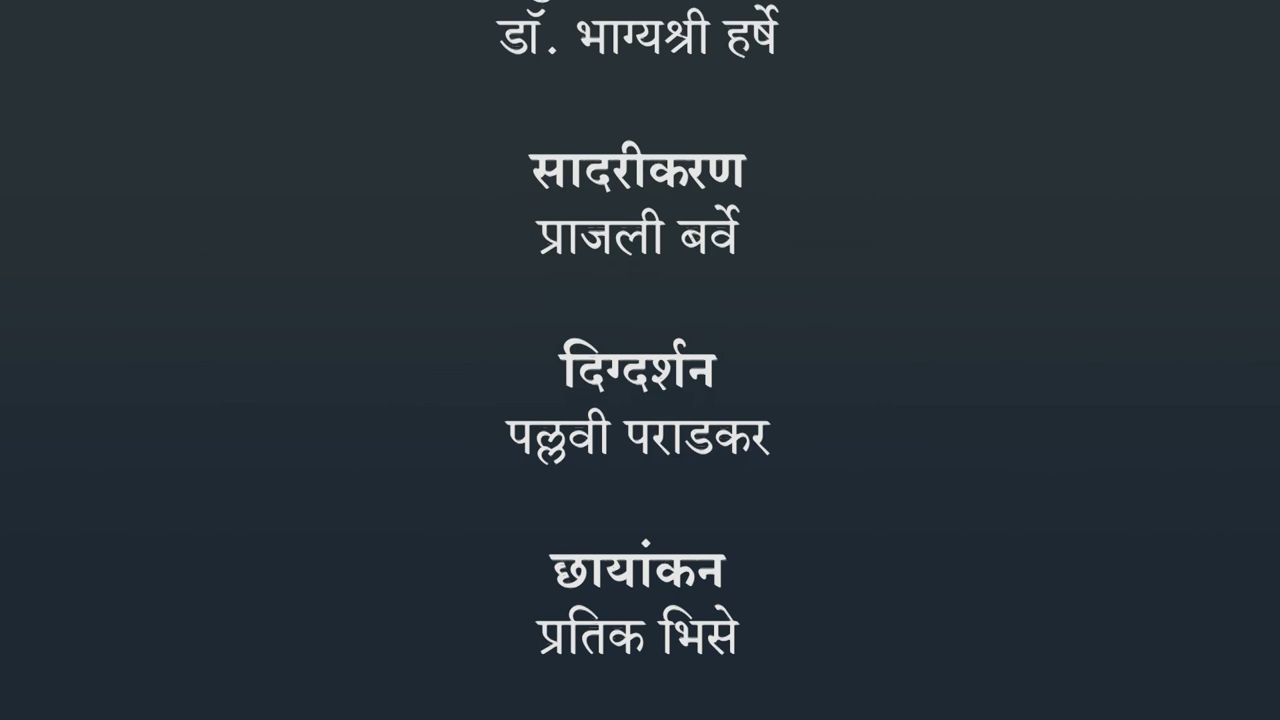 डॉ. भाग्यश्री हर्षे
सादरीकरण
प्राजली बर्वे
दिग्दर्शन
पल्लवी पराडकर
छायांकन
प्रतिक भिसे